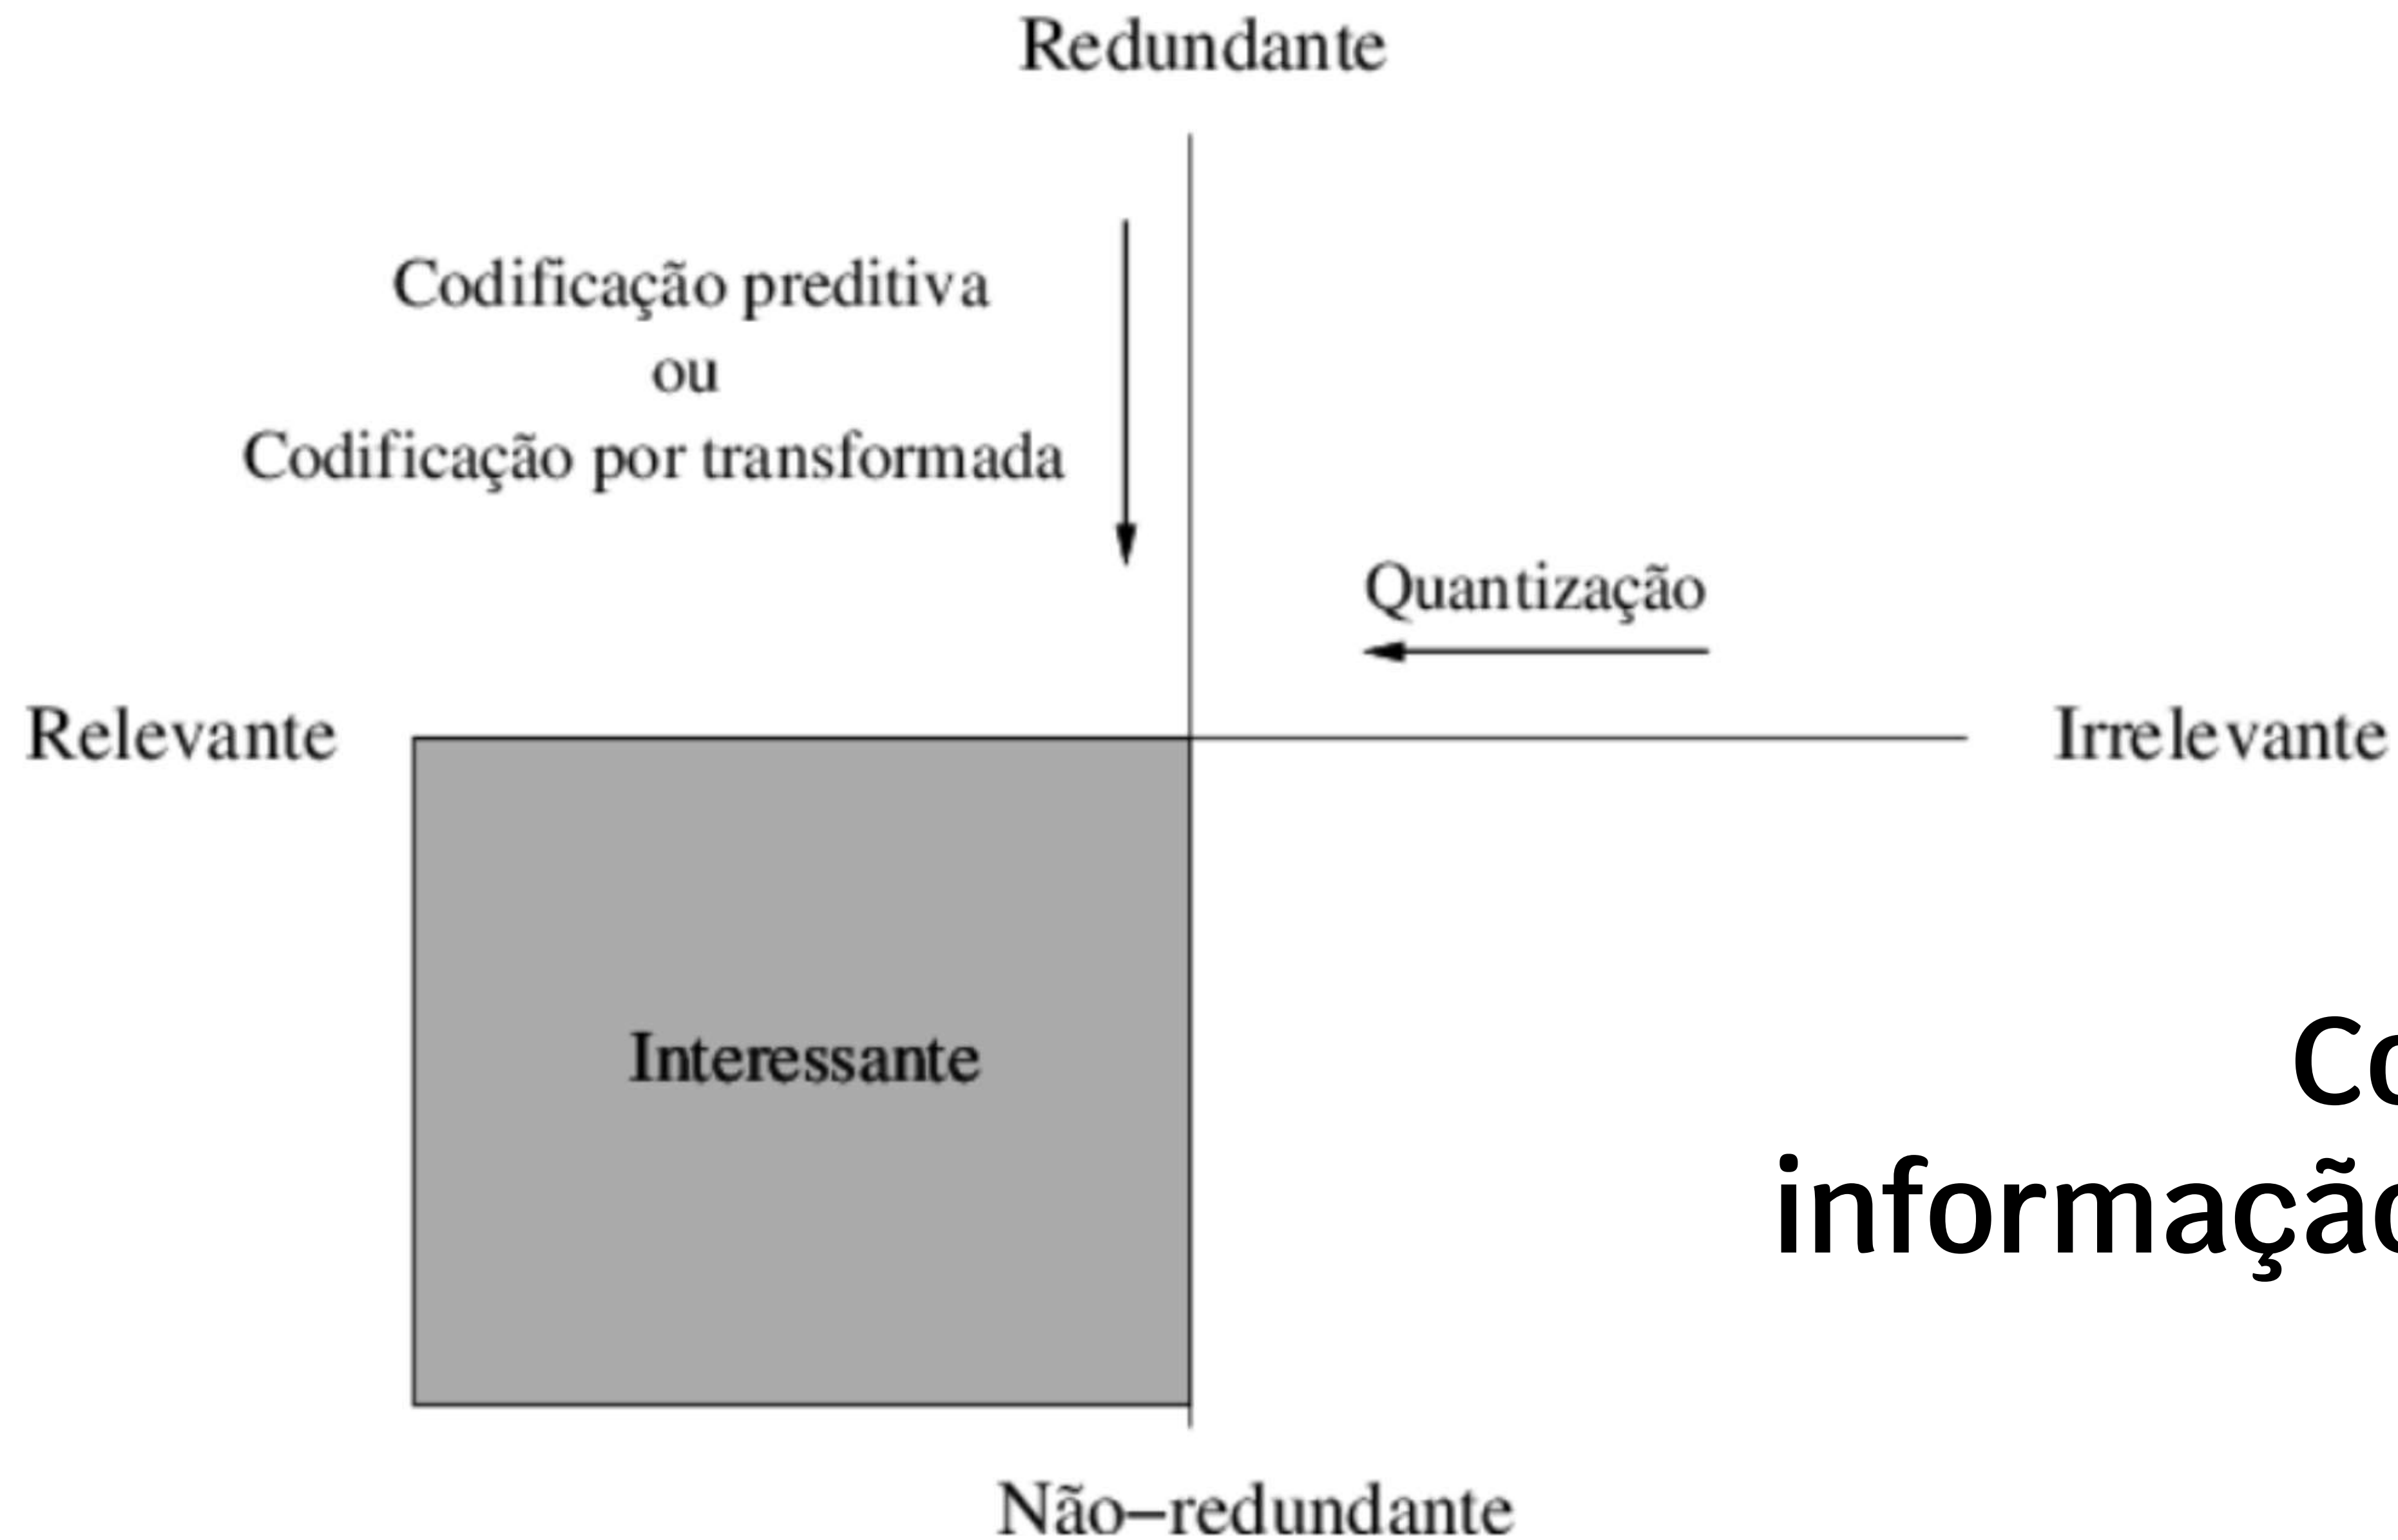 Redundante
Codificação preditiva
ou
Codificação por transformada
Quantização
Relevante
Irrelevante
Interessante
Não–redundante